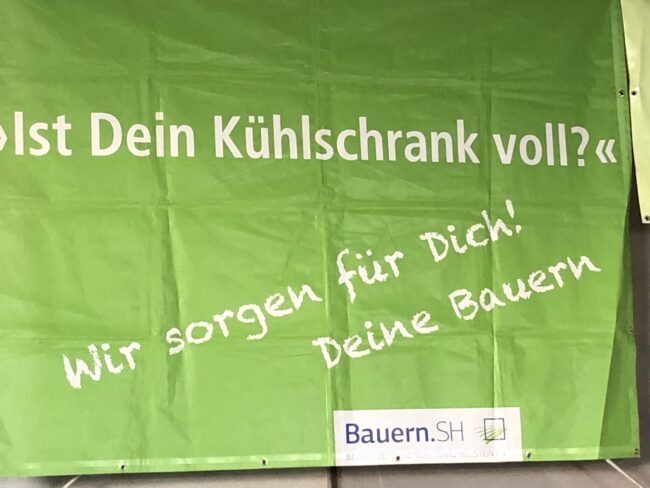 »Ist Dein Kühlschrank voll?«
Wir sorgen für Dich!
Deine Bauern
Bauern.SH